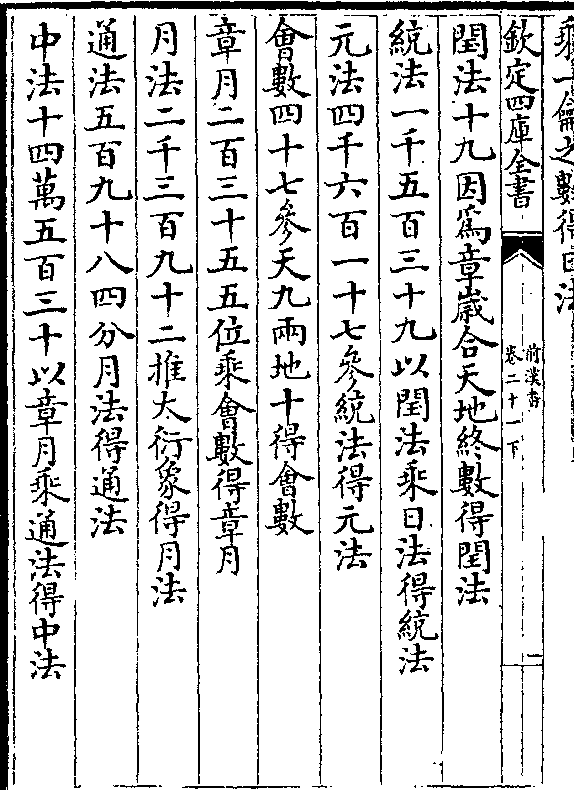 乘一龠之數得日法
欽定四庫全書
前漢書
卷二十一下
一
閏法十九因爲章歲合天地終數得閏法
統法一千五百三十九以閏法乘日法得統法
元法四千六百一十七參統法得元法
會數四十七參天九兩地十得會數
章月二百三十五五位乘會數得章月
月法二千三百九十二推大衍象得月法
通法五百九十八四分月法得通法
中法十四萬五百三十以章月乘通法得中法